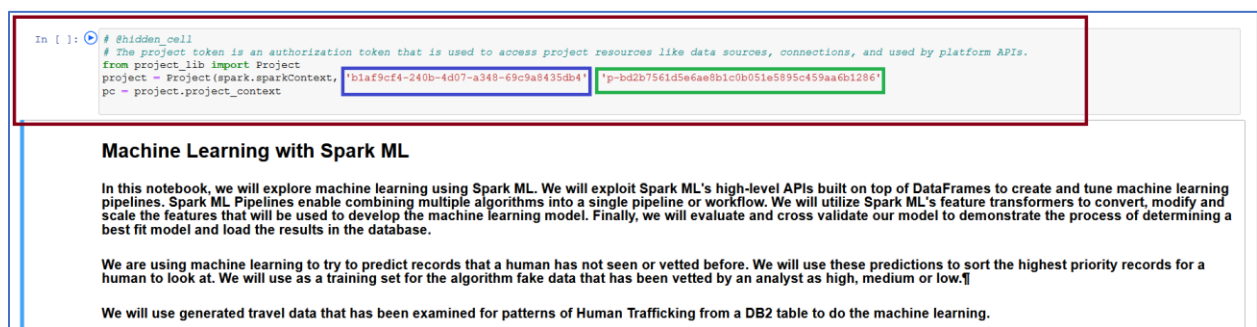 In [ ]: # @hidden_cell
# The project token is an authorization token that is used to access project resources like data sources, connections, and used by platform APIs.
from project_lib import Project
project = Project(spark.sparkContext, 'b1af9cf4-240b-4d07-a348-69c9a8435db4' 'p-bd2b7561d5e6ae8b1c0b051e5895c459aa6b1286'
pc = project.project_context
Machine Learning with Spark ML
In this notebook, we will explore machine learning using Spark ML. We will exploit Spark ML's high-level APIs built on top of DataFrames to create and tune machine learning
pipelines. Spark ML Pipelines enable combining multiple algorithms into a single pipeline or workflow. We will utilize Spark ML's feature transformers to convert, modify and
scale the features that will be used to develop the machine learning model. Finally, we will evaluate and cross validate our model to demonstrate the process of determining a
best fit model and load the results in the database.
We are using machine learning to try to predict records that a human has not seen or vetted before. We will use these predictions to sort the highest priority records for a
human to look at. We will use as a training set for the algorithm fake data that has been vetted by an analyst as high, medium or low.¶
We will use generated travel data that has been examined for patterns of Human Trafficking from a DB2 table to do the machine learning.